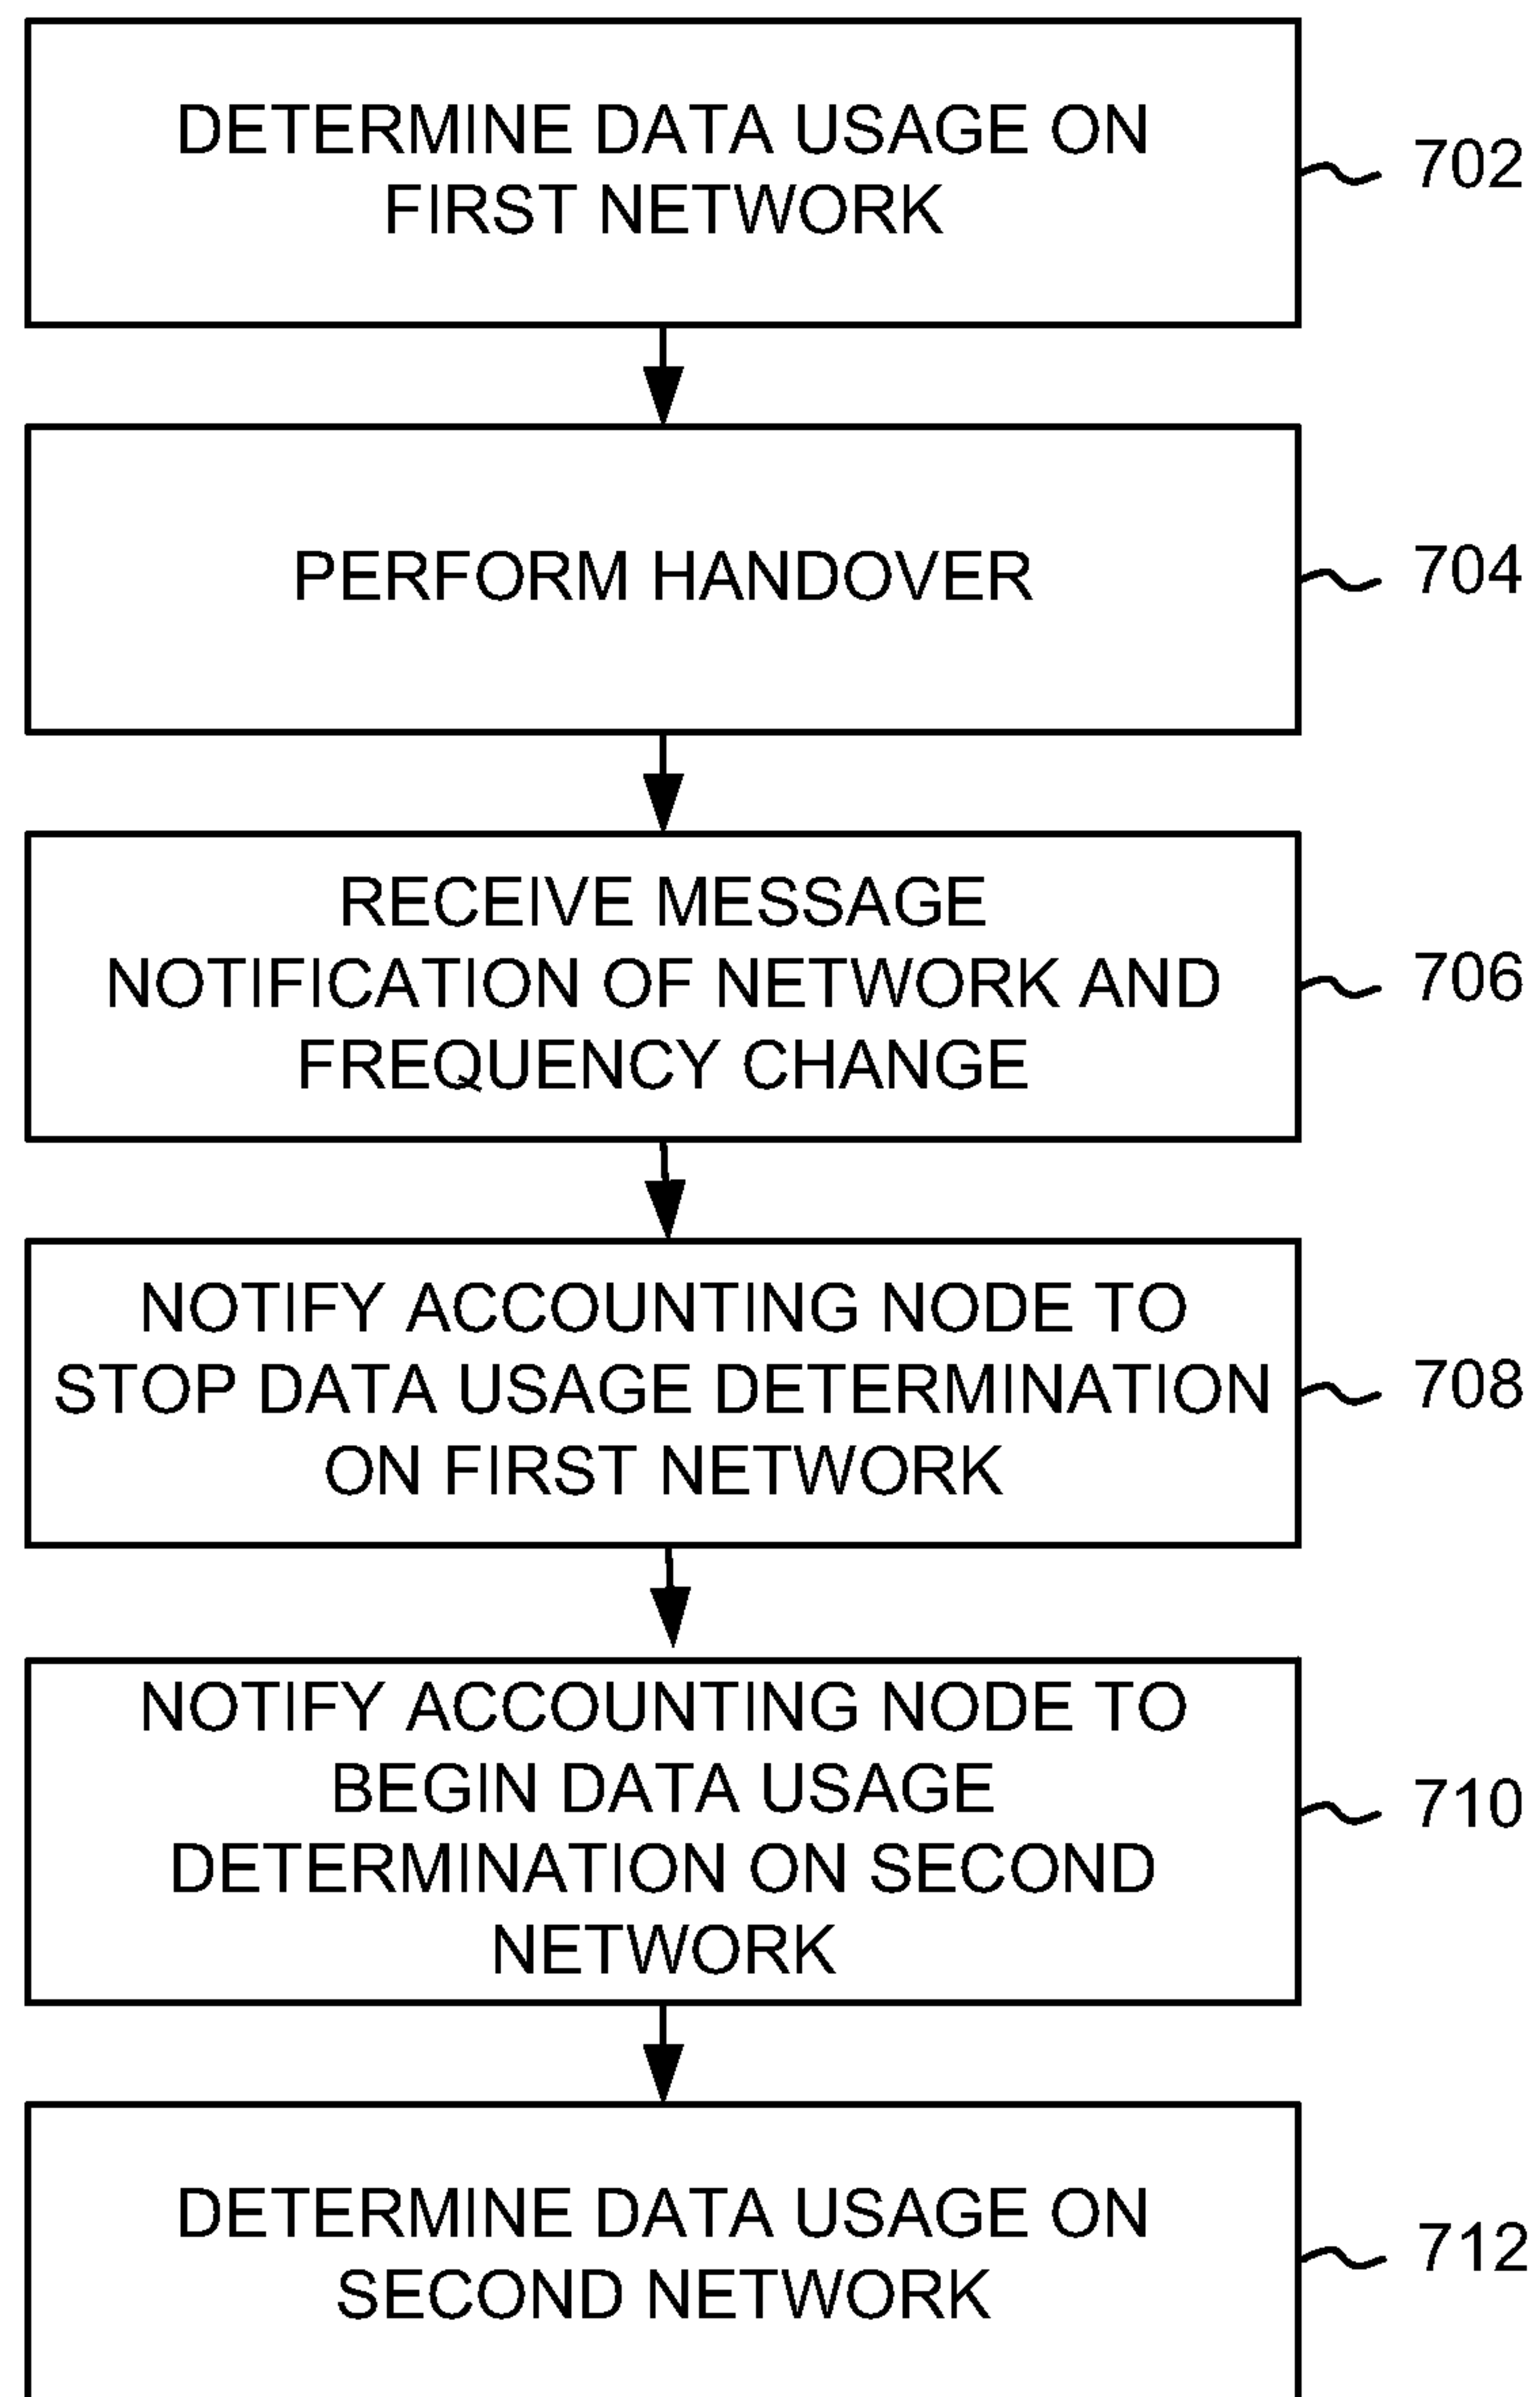 DETERMINE DATA USAGE ON
FIRST NETWORK
702
PERFORM HANDOVER
704
RECEIVE MESSAGE
NOTIFICATION OF NETWORK AND
FREQUENCY CHANGE
706
NOTIFY ACCOUNTING NODE TO
STOP DATA USAGE DETERMINATION
ON FIRST NETWORK
708
NOTIFY ACCOUNTING NODE TO
BEGIN DATA USAGE
DETERMINATION ON SECOND
NETWORK
710
DETERMINE DATA USAGE ON
SECOND NETWORK
712